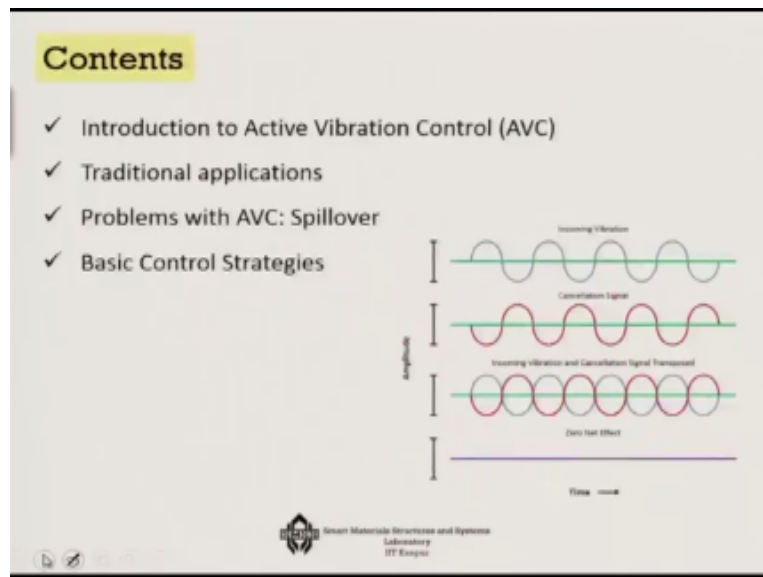 Contents
✓ Introduction to Active Vibration Control (AVC)
✓ Traditional applications
✓ Problems with AVC: Spillover
✓ Basic Control Strategies
Incoming Vibration
Cancellation Signal
Amplitude
Incoming Vibration and Cancellation Signal Transposed
Zero Net Effect
Time
Smart Materials Structures and Systems
Laboratory
IIT Kanpur